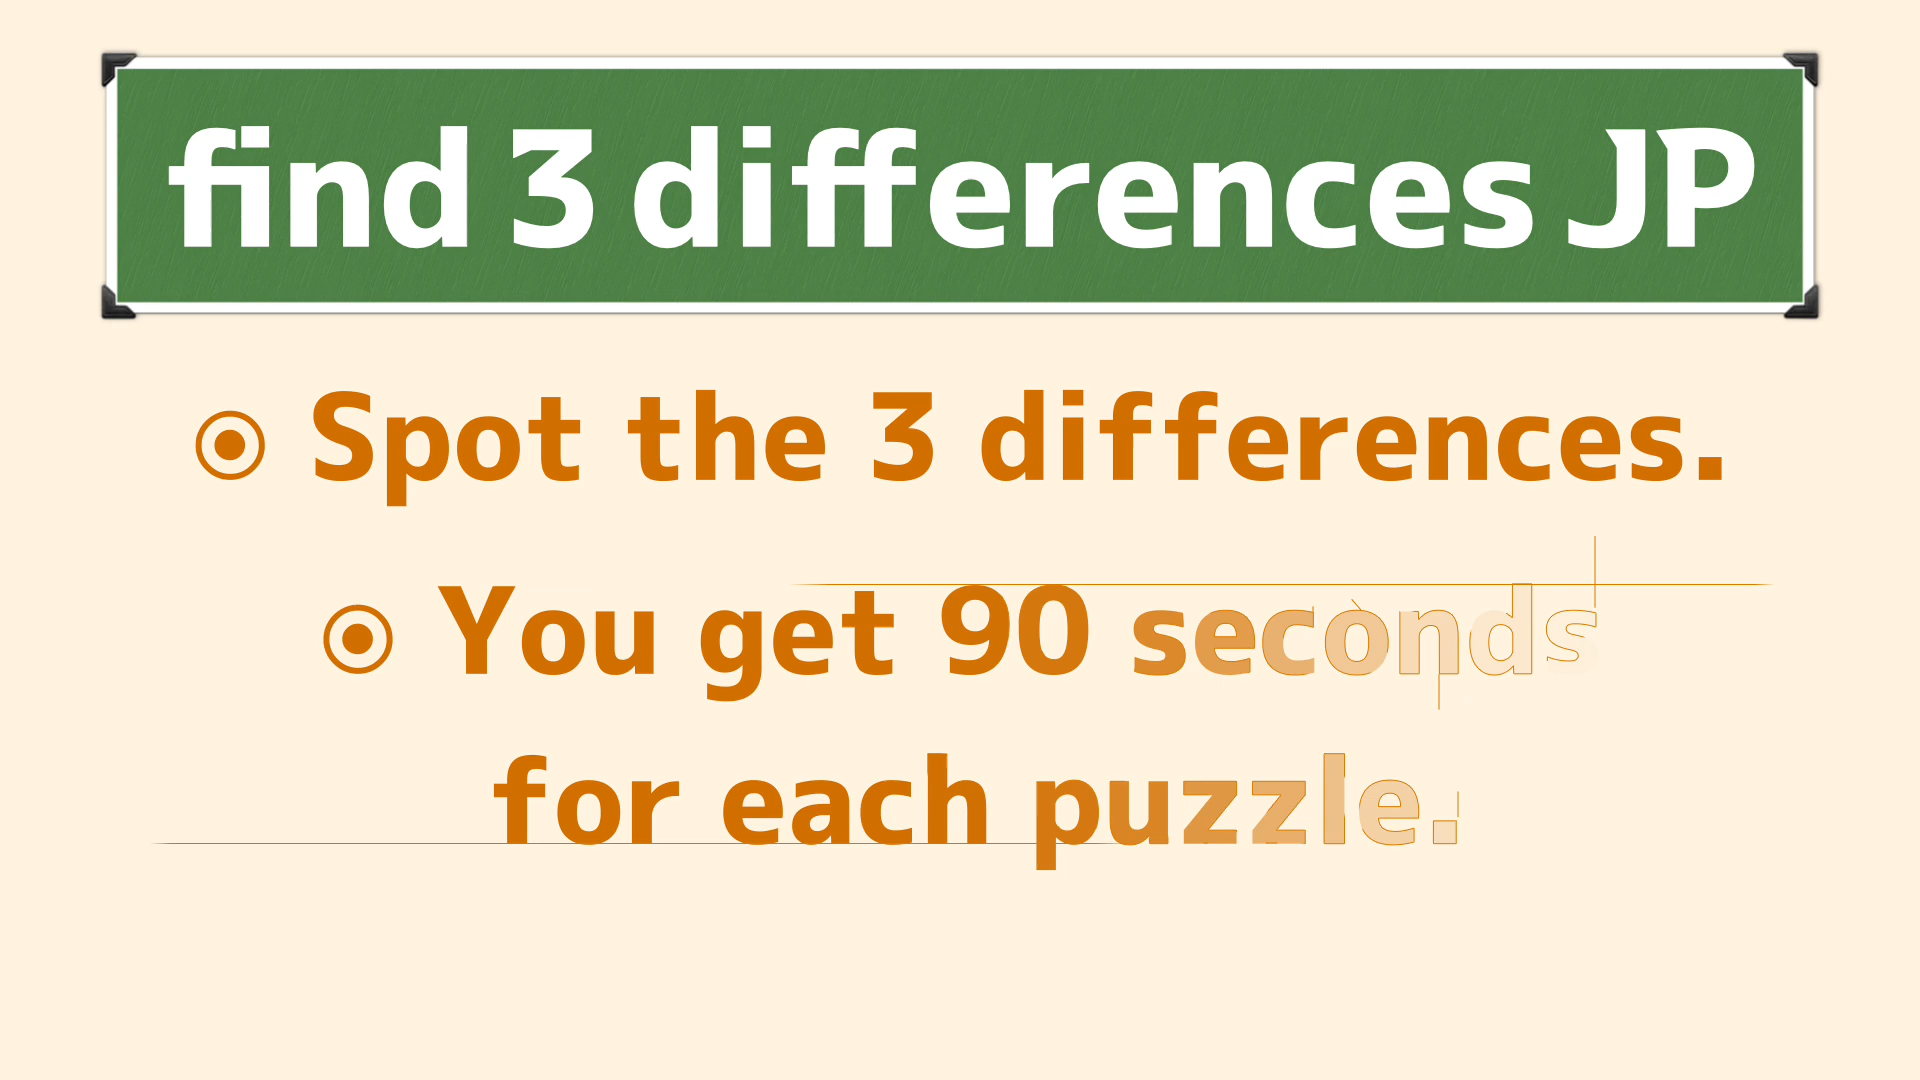 find 3 differences JP
◉ Spot the 3 differences.
◉ You get 90 seconds
for each puzzle.